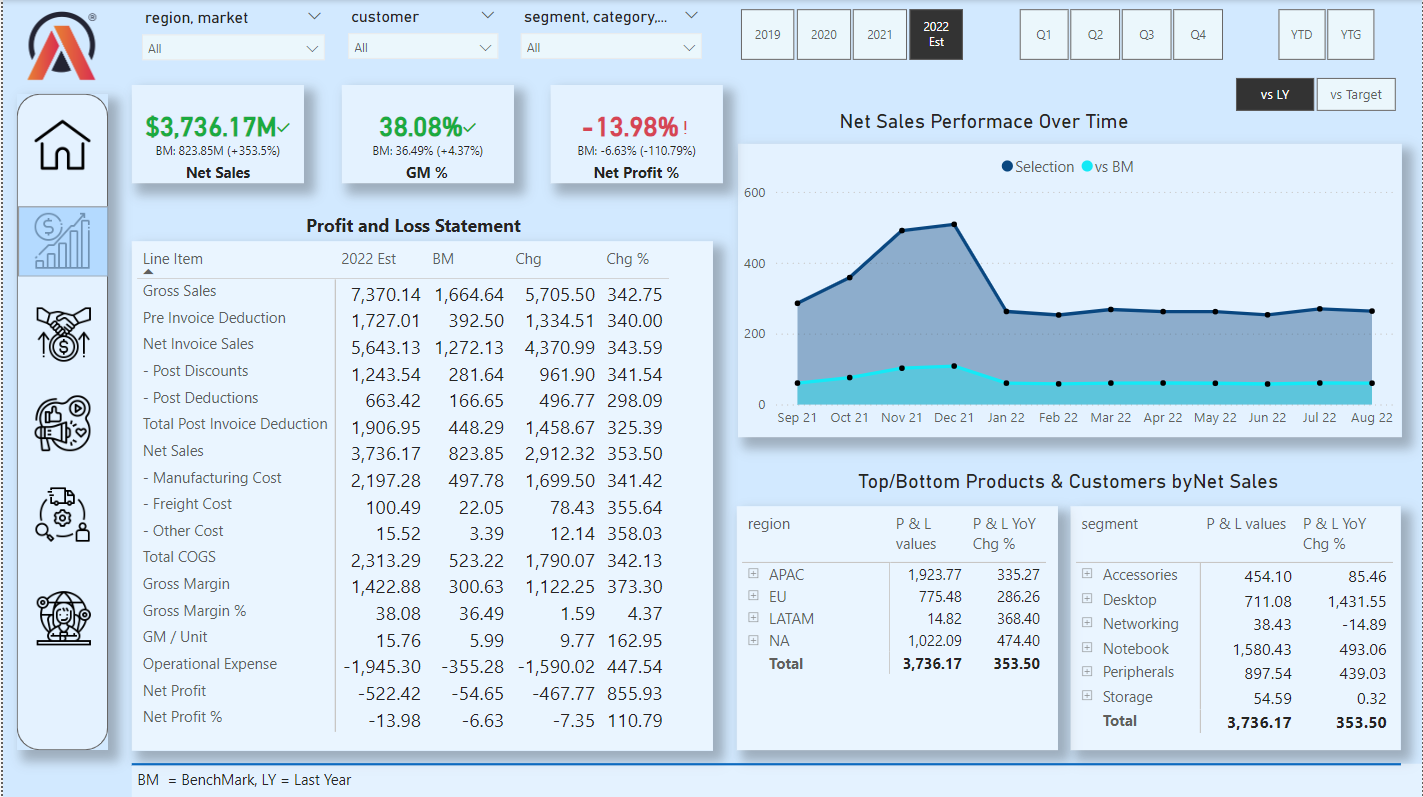 region, market
customer
segment, category,...
All
All
All
2019
2020
2021
2022
Est
Q1
Q2
Q3
Q4
YTD
YTG
vs LY
vs Target
$3,736.17M
BM: 823.85M (+353.5%)
Net Sales
38.08%
BM: 36.49% (+4.37%)
GM %
-13.98% !
BM: -6.63% (-110.79%)
Net Profit %
Net Sales Performace Over Time
Selection vs BM
600
400
200
0
Sep 21 Oct 21 Nov 21 Dec 21 Jan 22 Feb 22 Mar 22 Apr 22 May 22 Jun 22 Jul 22 Aug 22
Profit and Loss Statement
Line Item 2022 Est BM Chg Chg %
Gross Sales 7,370.14 1,664.64 5,705.50 342.75
Pre Invoice Deduction 1,727.01 392.50 1,334.51 340.00
Net Invoice Sales 5,643.13 1,272.13 4,370.99 343.59
- Post Discounts 1,243.54 281.64 961.90 341.54
- Post Deductions 663.42 166.65 496.77 298.09
Total Post Invoice Deduction 1,906.95 448.29 1,458.67 325.39
Net Sales 3,736.17 823.85 2,912.32 353.50
- Manufacturing Cost 2,197.28 497.78 1,699.50 341.42
- Freight Cost 100.49 22.05 78.43 355.64
- Other Cost 15.52 3.39 12.14 358.03
Total COGS 2,313.29 523.22 1,790.07 342.13
Gross Margin 1,422.88 300.63 1,122.25 373.30
Gross Margin % 38.08 36.49 1.59 4.37
GM / Unit 15.76 5.99 9.77 162.95
Operational Expense -1,945.30 -355.28 -1,590.02 447.54
Net Profit -522.42 -54.65 -467.77 855.93
Net Profit % -13.98 -6.63 -7.35 110.79
Top/Bottom Products & Customers byNet Sales
region P & L P & L YoY
values Chg %
APAC 1,923.77 335.27
EU 775.48 286.26
LATAM 14.82 368.40
NA 1,022.09 474.40
Total 3,736.17 353.50
segment P & L values P & L YoY
Chg %
Accessories 454.10 85.46
Desktop 711.08 1,431.55
Networking 38.43 -14.89
Notebook 1,580.43 493.06
Peripherals 897.54 439.03
Storage 54.59 0.32
Total 3,736.17 353.50
BM = BenchMark, LY = Last Year